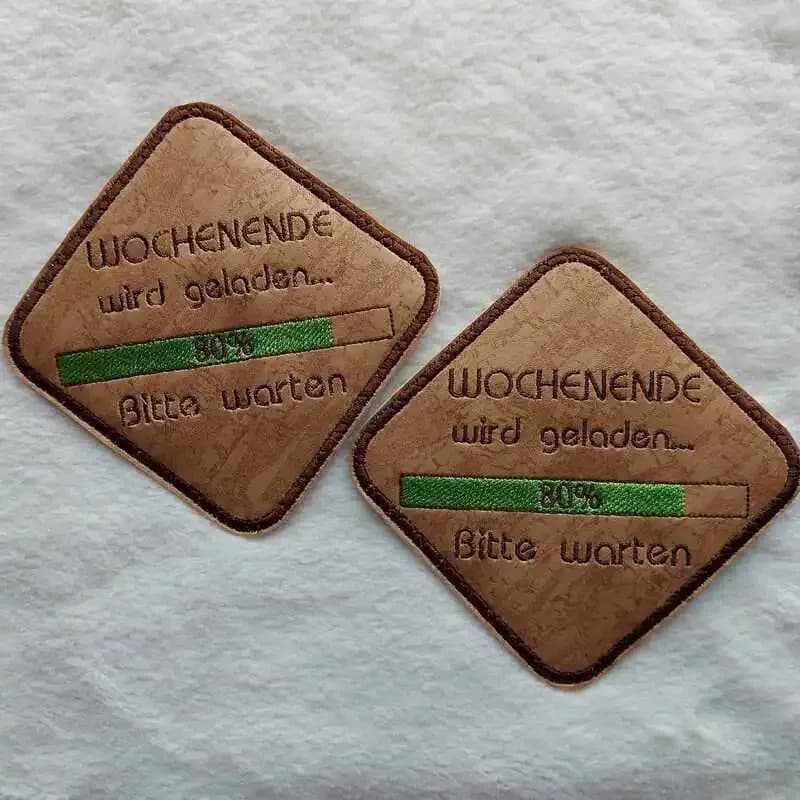 WOCHENENDE
wird geladen...
80%
Bitte warten
WOCHENENDE
wird geladen...
80%
Bitte warten